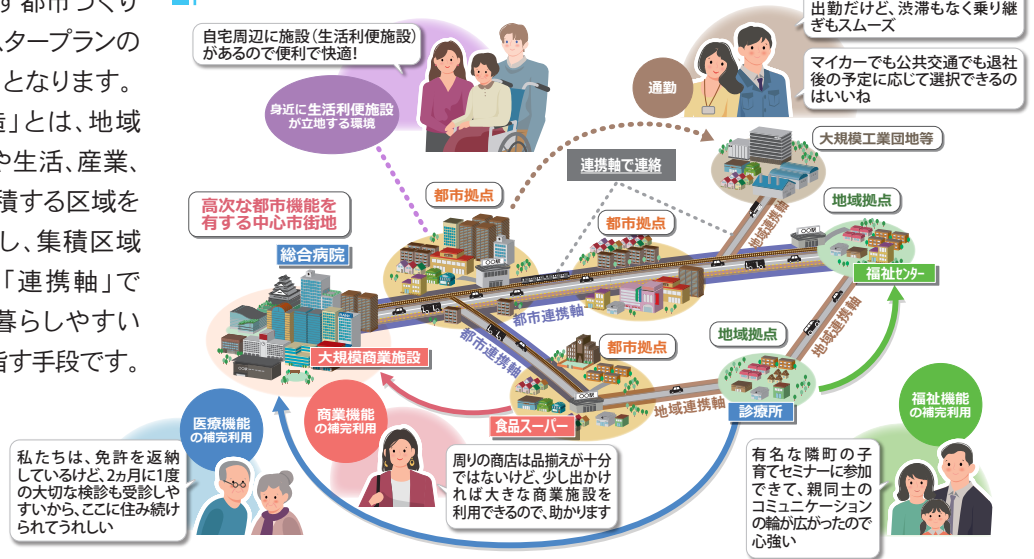 す都市づくり
スタープランの
となります。
造」とは、地域
や生活、産業、
積する区域を
し、集積区域
「連携軸」で
暮らしやすい
指す手段です。
自宅周辺に施設(生活利便施設)
があるので便利で快適!
身近に生活利便施設
が立地する環境
通勤
出勤だけど、渋滞もなく乗り継
ぎもスムーズ
マイカーでも公共交通でも退社
後の予定に応じて選択できるの
はいいね
大規模工業団地等
連携軸で連絡
都市拠点
高次な都市機能を
有する中心市街地
総合病院
〇〇駅
都市拠点
地域連携軸
〇〇駅
地域拠点
福祉センター
都市連携軸
都市連携軸
大規模商業施設
〇〇駅
都市拠点
〇〇駅
食品スーパー
地域連携軸
地域拠点
診療所
地域連携軸
医療機能
の補完利用
私たちは、免許を返納
しているけど、2ヵ月に1度
の大切な検診も受診しや
すいから、ここに住み続け
られてうれしい
商業機能
の補完利用
周りの商店は品揃えが十分
ではないけど、少し出かけ
れば大きな商業施設を
利用できるので、助かります
福祉機能
の補完利用
有名な隣町の子
育てセミナーに参加
できて、親同士の
コミュニケーション
の輪が広がったので
心強い